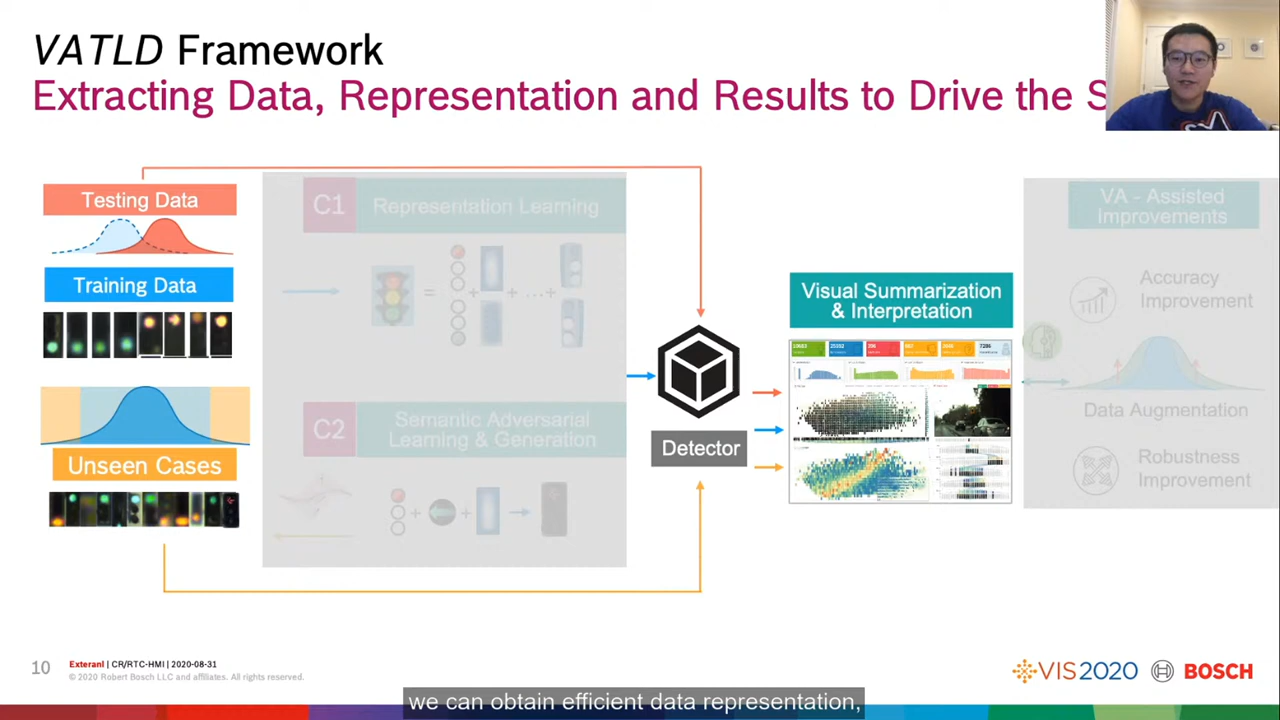 VATLD Framework
Extracting Data, Representation and Results to Drive the S
Testing Data
Training Data
Unseen Cases
C1
Representation Learning
C2
Semantic Adversarial
Learning & Generation
Detector
Visual Summarization
& Interpretation
VA - Assisted
Improvements
Accuracy
Improvement
Data Augmentation
Robustness
Improvement
10
Exteranl | CR/RTC-HMI | 2020-08-31
© 2020 Robert Bosch LLC and affiliates. All rights reserved.
VIS2020
BOSCH
we can obtain efficient data representation,